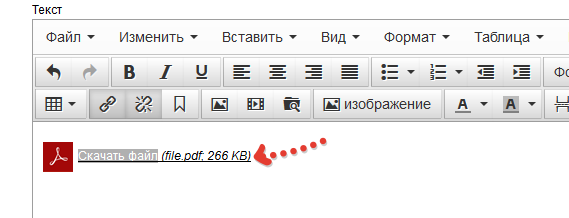 Текст
Файл Изменить Вставить Вид Формат Таблица
B I U
изображение A A
Скачать файл (file.pdf; 266 KB)